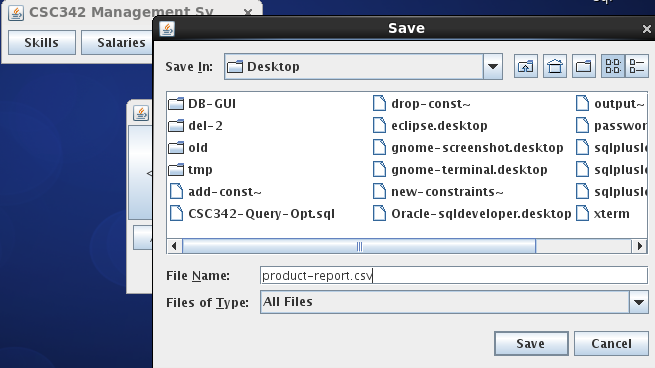 CSC342 Management Sy
Skills
Salaries
Save
Save In:
Desktop
DB-GUI
del-2
old
tmp
add-const~
CSC342-Query-Opt.sql
drop-const~
eclipse.desktop
gnome-screenshot.desktop
gnome-terminal.desktop
new-constraints~
Oracle-sqldeveloper.desktop
output~
passwor
sqlplusl
sqlplusl
xterm
File Name: product-report.csv
Files of Type: All Files
Save
Cancel